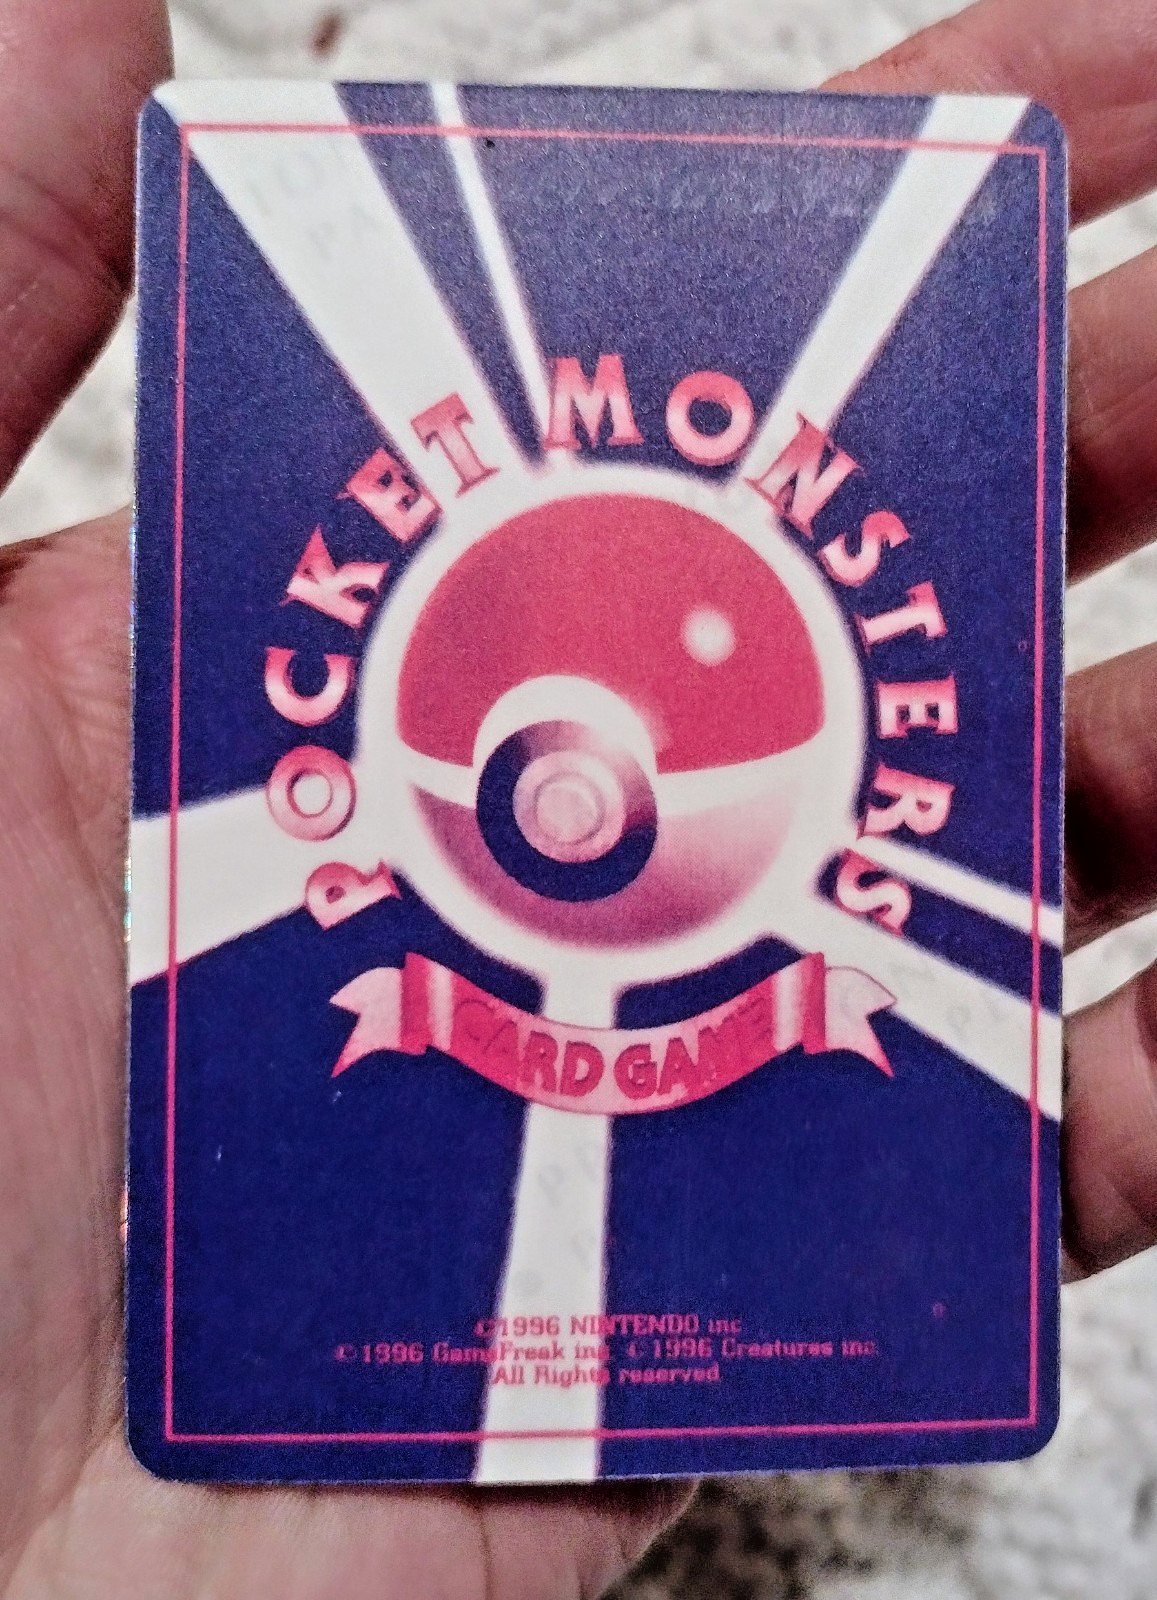 POCKET MONSTERS
CARD GAME
©1996 NINTENDO inc
©1996 GameFreak inc ©1996 Creatures inc.
All Rights reserved